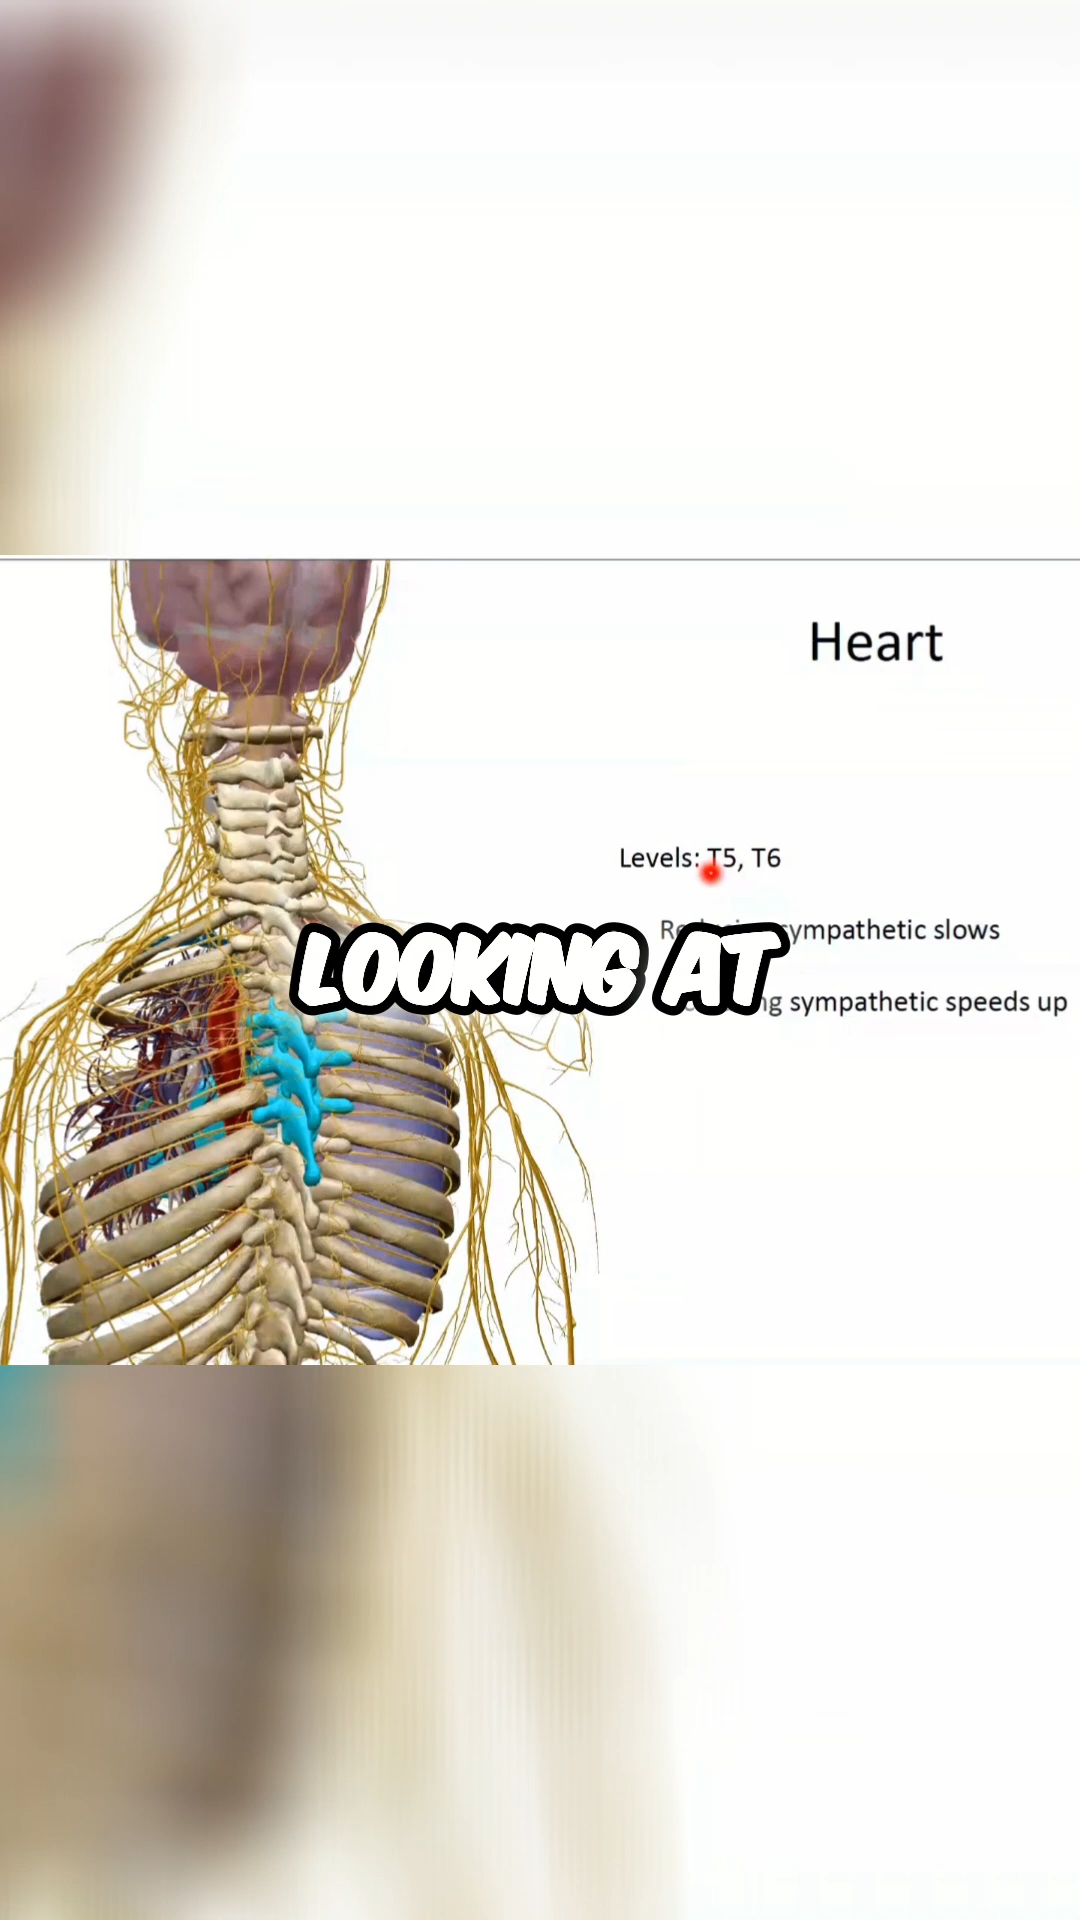 Heart
Levels: T5, T6
sympathetic slows
LOOKING AT
sympathetic speeds up